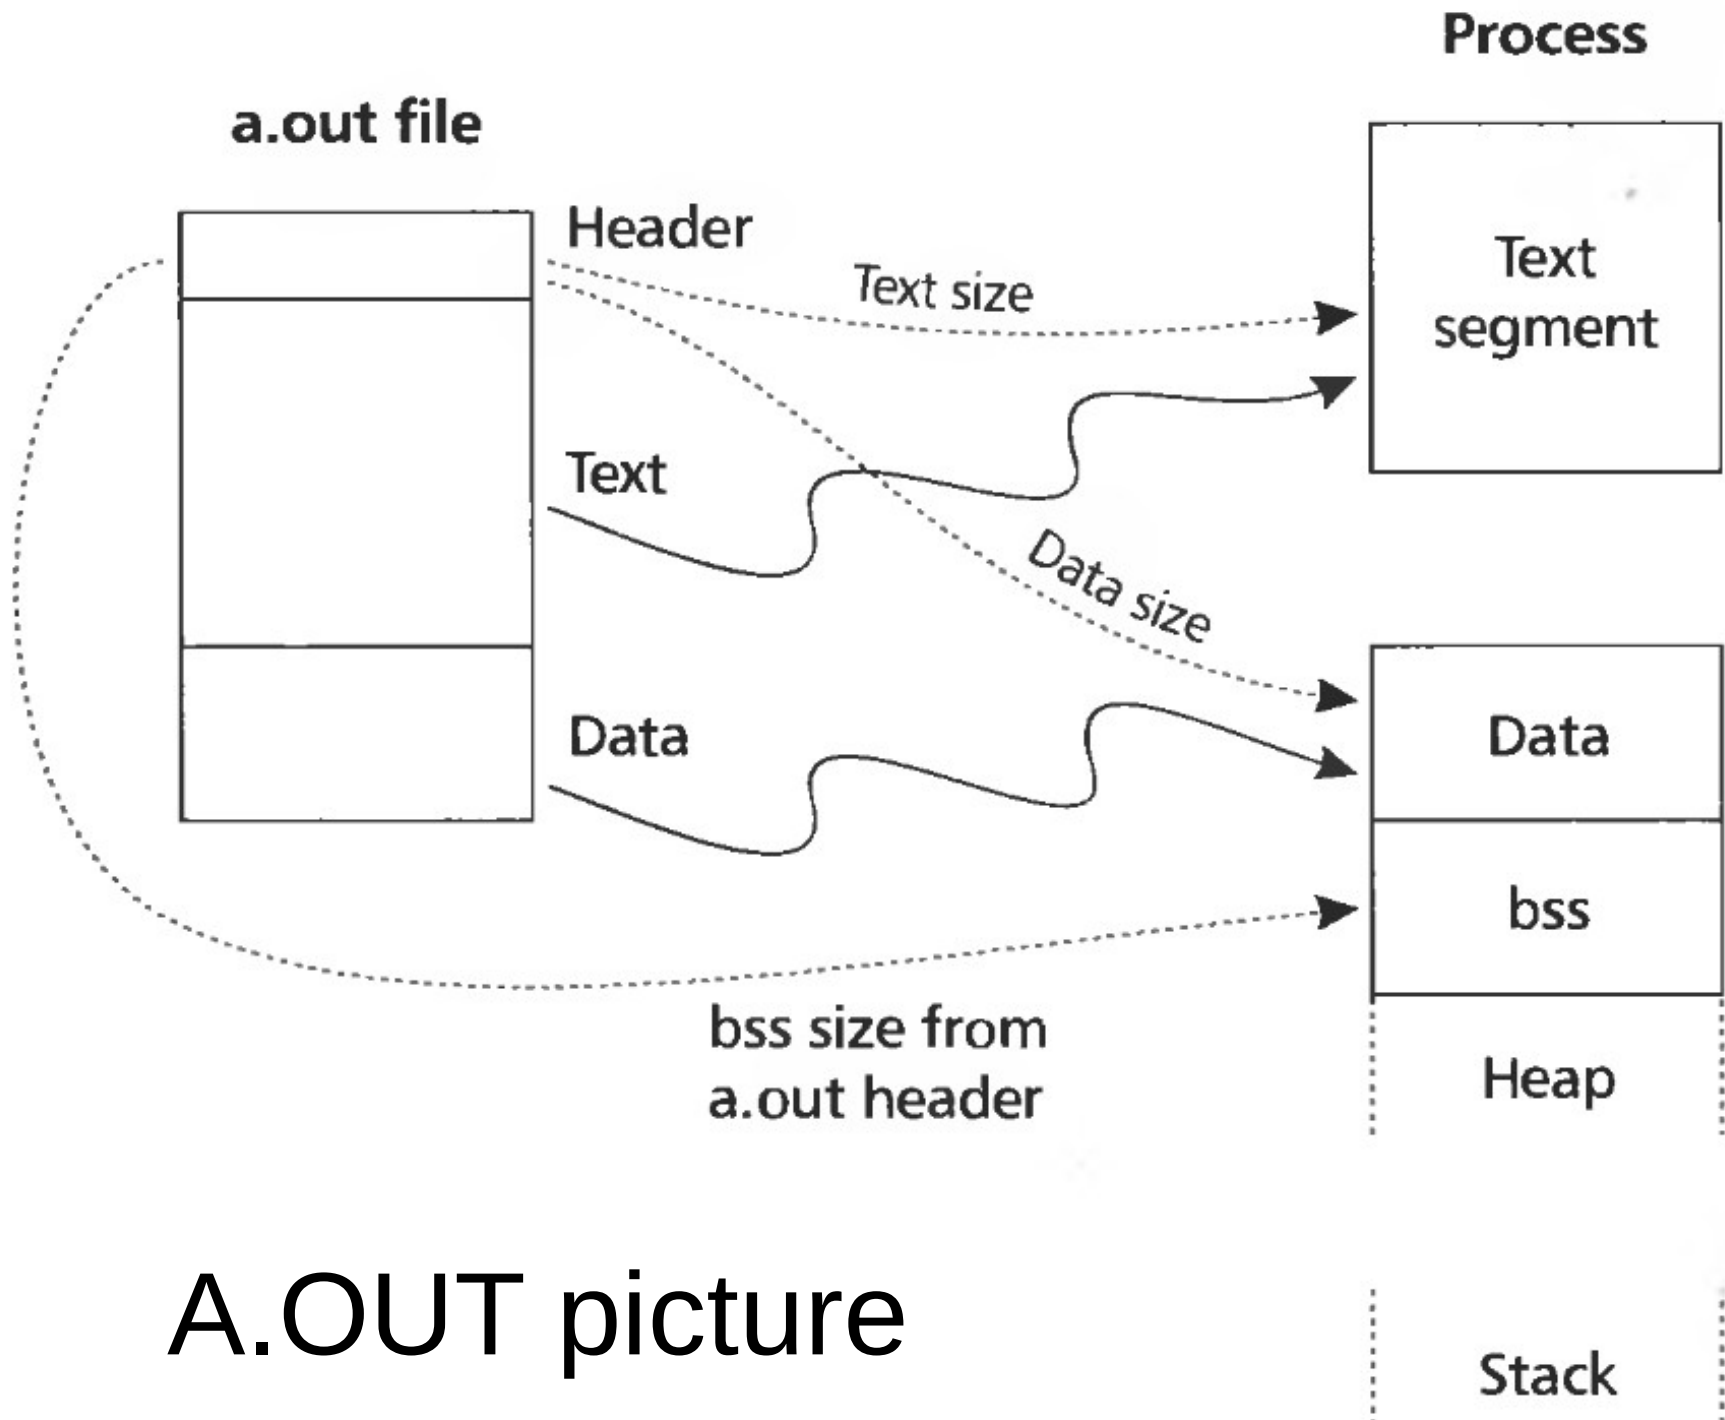 Process
a.out file
Header
Text size
Text
segment
Text
Data size
Data
Data
bss
bss size from
a.out header
Heap
A.OUT picture
Stack